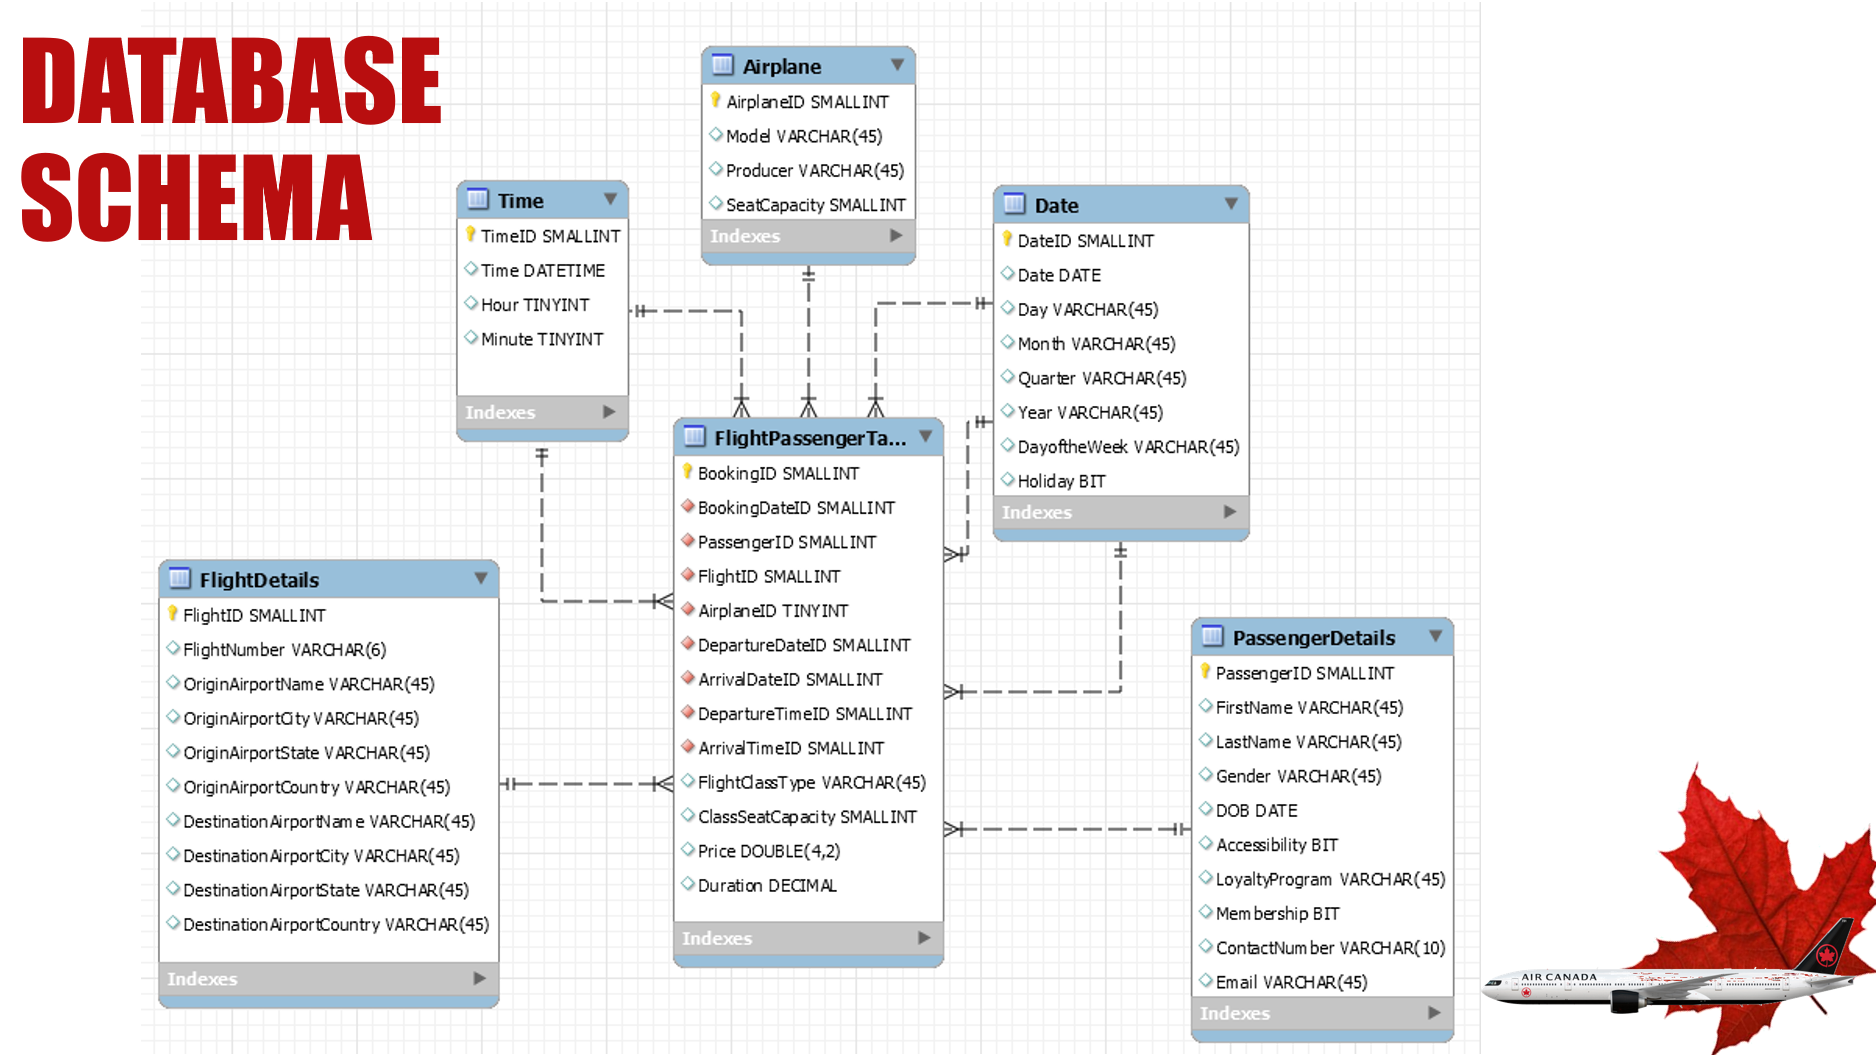 DATABASE
SCHEMA
Airplane
AirplaneID SMALLINT
Model VARCHAR(45)
Producer VARCHAR(45)
SeatCapacity SMALLINT
Indexes
Time
TimeID SMALLINT
Time DATETIME
Hour TINYINT
Minute TINYINT
Indexes
Date
DateID SMALLINT
Date DATE
Day VARCHAR(45)
Month VARCHAR(45)
Quarter VARCHAR(45)
Year VARCHAR(45)
DayoftheWeek VARCHAR(45)
Holiday BIT
Indexes
FlightPassengerTa...
BookingID SMALLINT
BookingDateID SMALLINT
PassengerID SMALLINT
FlightID SMALLINT
AirplaneID TINYINT
DepartureDateID SMALLINT
ArrivalDateID SMALLINT
DepartureTimeID SMALLINT
ArrivalTimeID SMALLINT
FlightClassType VARCHAR(45)
ClassSeatCapacity SMALLINT
Price DOUBLE(4,2)
Duration DECIMAL
Indexes
FlightDetails
FlightID SMALLINT
FlightNumber VARCHAR(6)
OriginAirportName VARCHAR(45)
OriginAirportCity VARCHAR(45)
OriginAirportState VARCHAR(45)
OriginAirportCountry VARCHAR(45)
DestinationAirportName VARCHAR(45)
DestinationAirportCity VARCHAR(45)
DestinationAirportState VARCHAR(45)
DestinationAirportCountry VARCHAR(45)
Indexes
PassengerDetails
PassengerID SMALLINT
FirstName VARCHAR(45)
LastName VARCHAR(45)
Gender VARCHAR(45)
DOB DATE
Accessibility BIT
LoyaltyProgram VARCHAR(45)
Membership BIT
ContactNumber VARCHAR(10)
Email VARCHAR(45)
Indexes
AIR CANADA